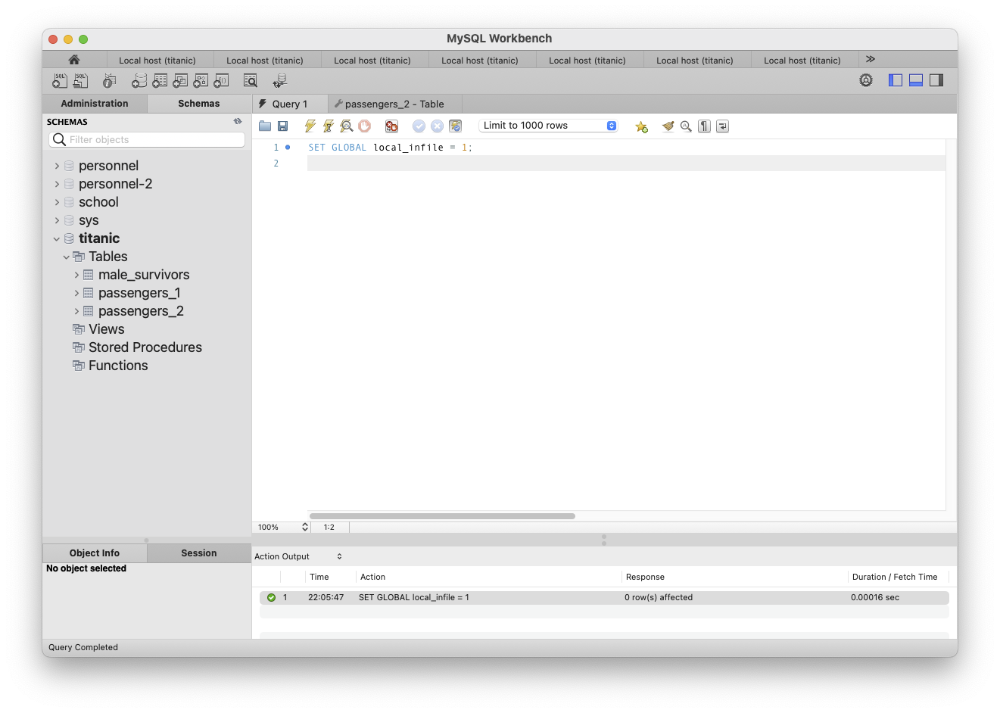 MySQL Workbench
Local host (titanic)
Local host (titanic)
Local host (titanic)
Local host (titanic)
Local host (titanic)
Local host (titanic)
Local host (titanic)
SQL
SQL
Administration
Schemas
Query 1
passengers_2 - Table
SCHEMAS
Filter objects
personnel
personnel-2
school
sys
titanic
Tables
male_survivors
passengers_1
passengers_2
Views
Stored Procedures
Functions
Limit to 1000 rows
1 SET GLOBAL local_infile = 1;
2
100% 1:2
Object Info
Session
No object selected
Action Output
Time Action Response Duration / Fetch Time
1 22:05:47 SET GLOBAL local_infile = 1 0 row(s) affected 0.00016 sec
Query Completed